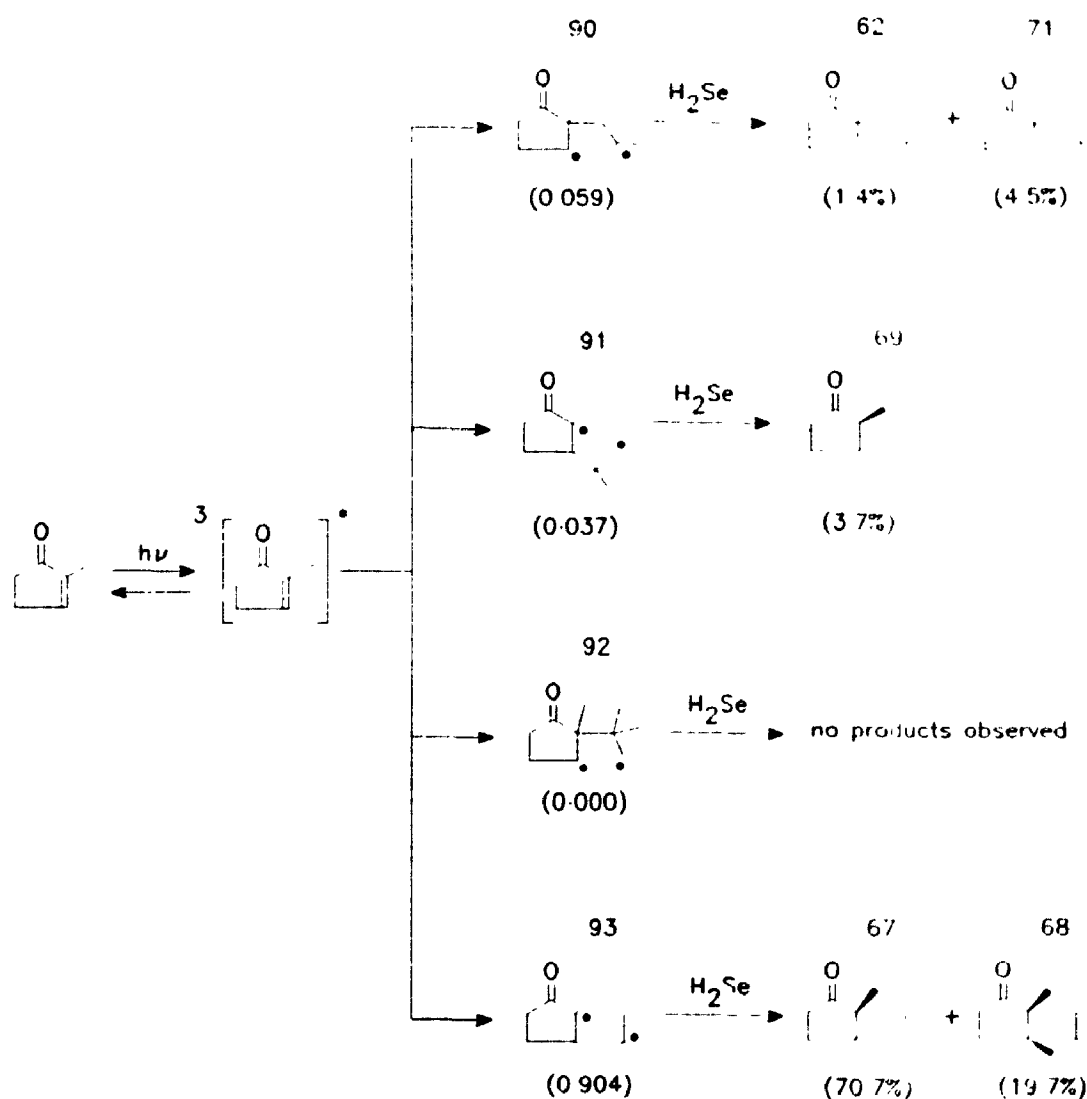 90 62 71
O O O
H2Se
+
(0.059) (1.4%) (4.5%)
91 69
O O
H2Se
(0.037) (3.7%)
3
O O
hν
92
O
H2Se
no products observed
(0.000)
93 67 68
O O O
H2Se
+
(0.904) (70.7%) (19.7%)